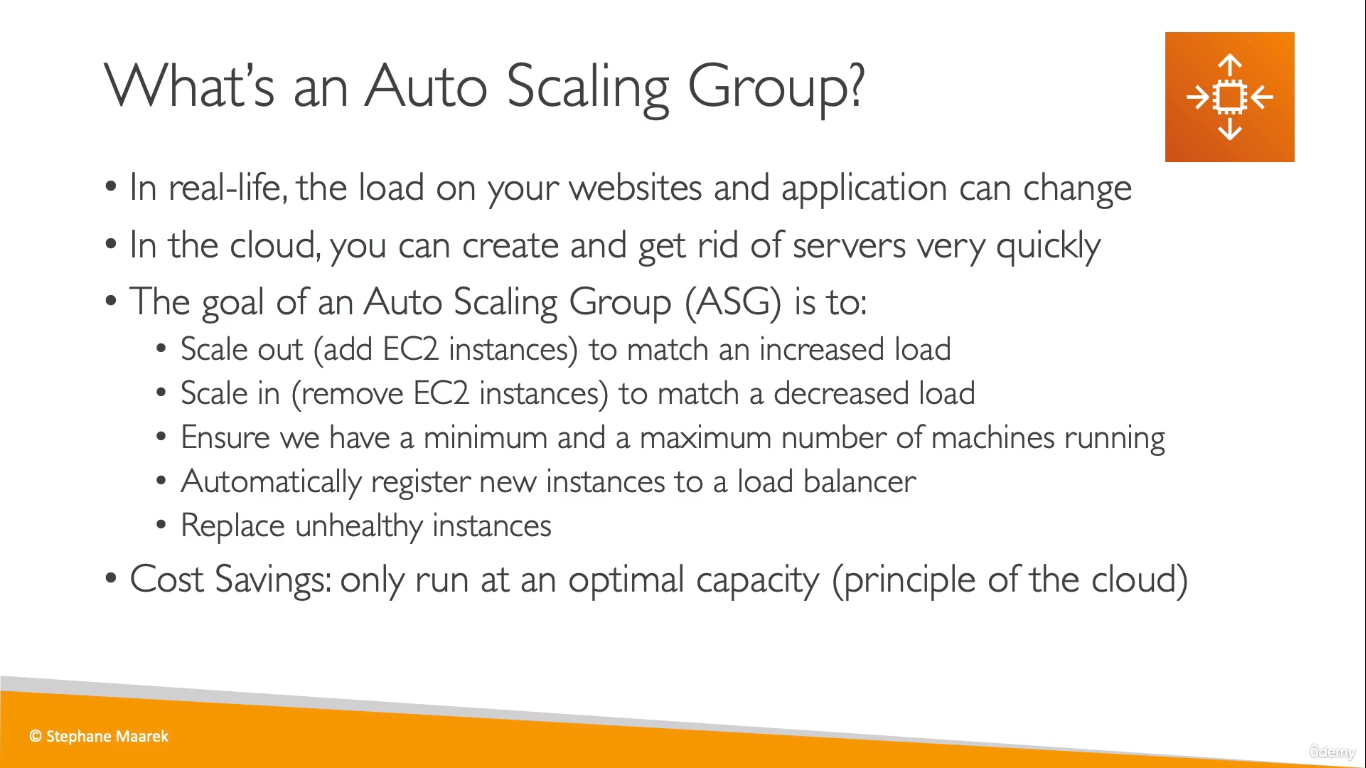 What's an Auto Scaling Group?
• In real-life, the load on your websites and application can change
• In the cloud, you can create and get rid of servers very quickly
• The goal of an Auto Scaling Group (ASG) is to:
• Scale out (add EC2 instances) to match an increased load
• Scale in (remove EC2 instances) to match a decreased load
• Ensure we have a minimum and a maximum number of machines running
• Automatically register new instances to a load balancer
• Replace unhealthy instances
• Cost Savings: only run at an optimal capacity (principle of the cloud)
© Stephane Maarek
ûdemy